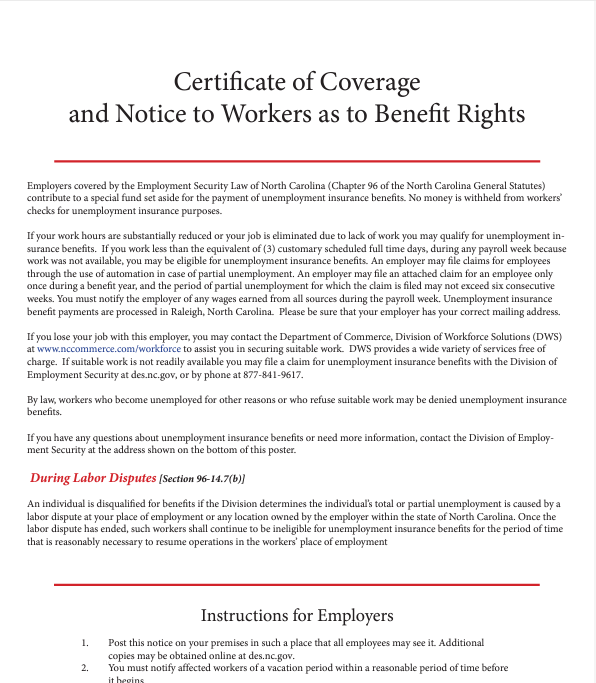 Certificate of Coverage
and Notice to Workers as to Benefit Rights
Employers covered by the Employment Security Law of North Carolina (Chapter 96 of the North Carolina General Statutes)
contribute to a special fund set aside for the payment of unemployment insurance benefits. No money is withheld from workers’
checks for unemployment insurance purposes.
If your work hours are substantially reduced or your job is eliminated due to lack of work you may qualify for unemployment in-
surance benefits. If you work less than the equivalent of (3) customary scheduled full time days, during any payroll week because
work was not available, you may be eligible for unemployment insurance benefits. An employer may file claims for employees
through the use of automation in case of partial unemployment. An employer may file an attached claim for an employee only
once during a benefit year, and the period of partial unemployment for which the claim is filed may not exceed six consecutive
weeks. You must notify the employer of any wages earned from all sources during the payroll week. Unemployment insurance
benefit payments are processed in Raleigh, North Carolina. Please be sure that your employer has your correct mailing address.
If you lose your job with this employer, you may contact the Department of Commerce, Division of Workforce Solutions (DWS)
at www.nccommerce.com/workforce to assist you in securing suitable work. DWS provides a wide variety of services free of
charge. If suitable work is not readily available you may file a claim for unemployment insurance benefits with the Division of
Employment Security at des.nc.gov, or by phone at 877-841-9617.
By law, workers who become unemployed for other reasons or who refuse suitable work may be denied unemployment insurance
benefits.
If you have any questions about unemployment insurance benefits or need more information, contact the Division of Employ-
ment Security at the address shown on the bottom of this poster.
During Labor Disputes [Section 96-14.7(b)]
An individual is disqualified for benefits if the Division determines the individual’s total or partial unemployment is caused by a
labor dispute at your place of employment or any location owned by the employer within the state of North Carolina. Once the
labor dispute has ended, such workers shall continue to be ineligible for unemployment insurance benefits for the period of time
that is reasonably necessary to resume operations in the workers’ place of employment
Instructions for Employers
1. Post this notice on your premises in such a place that all employees may see it. Additional
copies may be obtained online at des.nc.gov.
2. You must notify affected workers of a vacation period within a reasonable period of time before
it begins